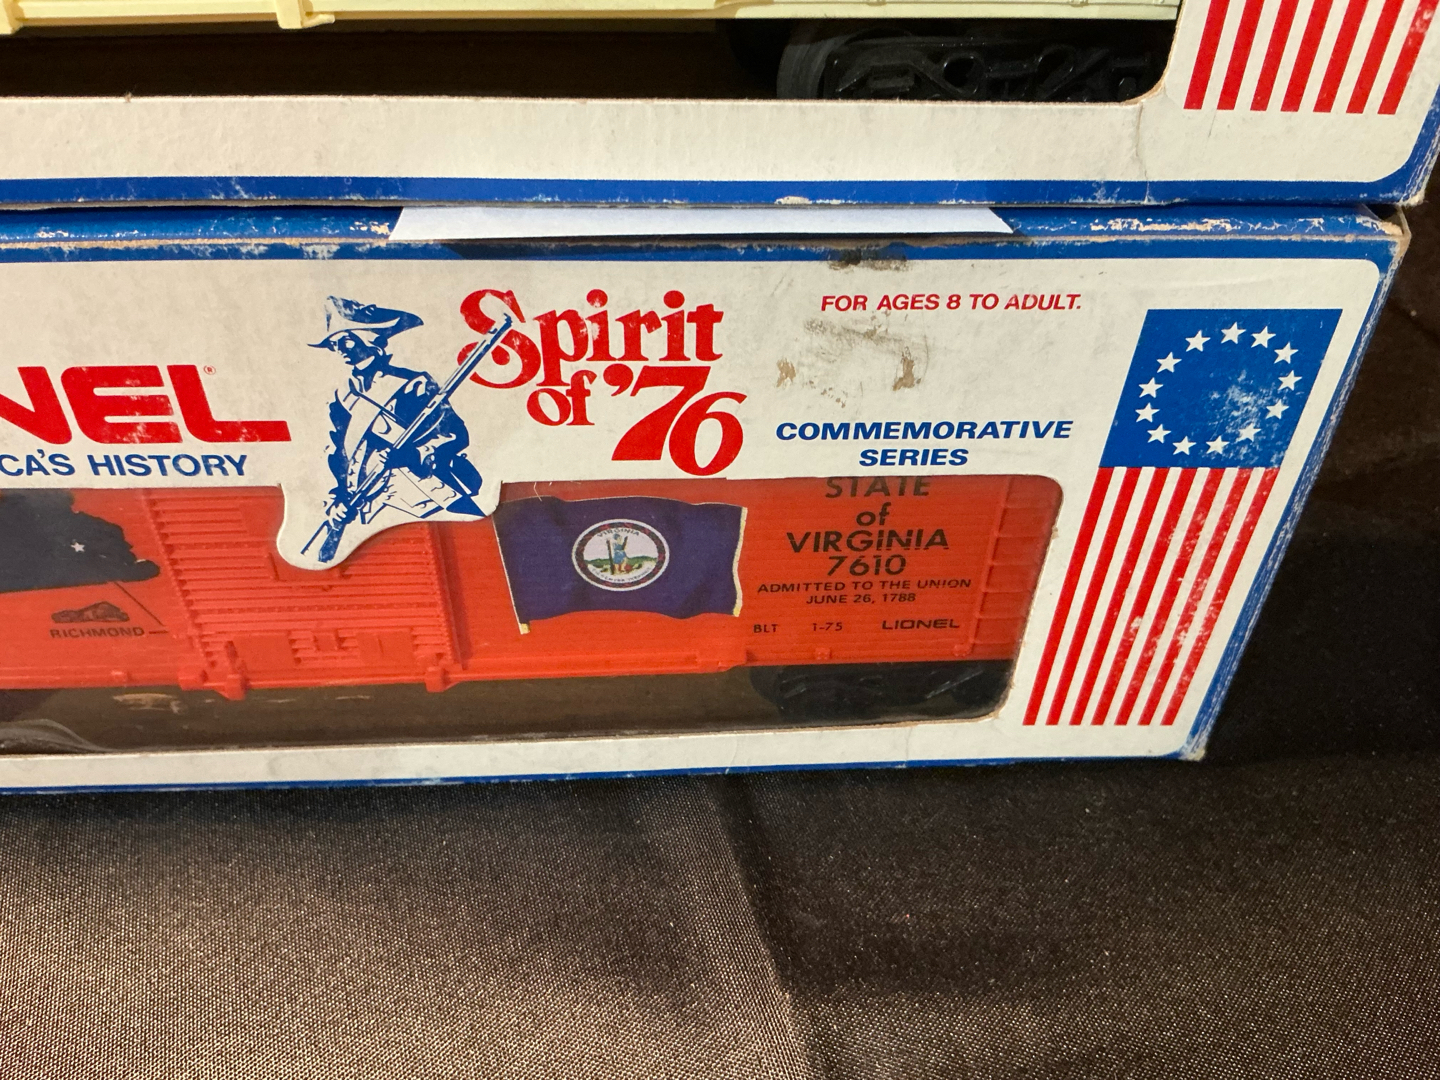 FOR AGES 8 TO ADULT.
Spirit
of '76
NEL®
CA'S HISTORY
COMMEMORATIVE
SERIES
STATE
of
VIRGINIA
7610
ADMITTED TO THE UNION
JUNE 26, 1788
BLT 1-75 LIONEL
RICHMOND
VIRGINIA